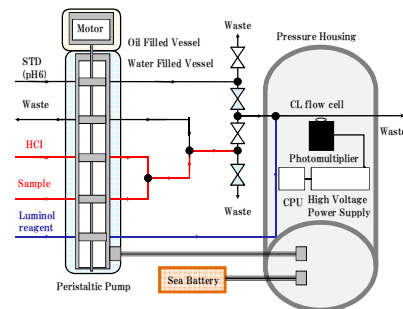 Motor
Oil Filled Vessel
Water Filled Vessel
Waste
Pressure Housing
STD
(pH6)
Waste
CL flow cell
Waste
HCl
Photomultiplier
Sample
CPU
High Voltage
Power Supply
Waste
Luminol
reagent
Sea Battery
Peristaltic Pump